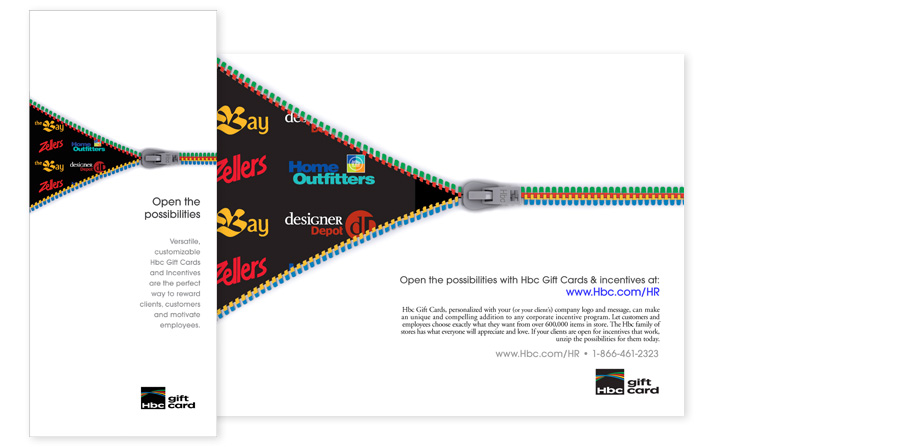 the Bay
Zellers
Home
Outfitters
the Bay
designer
Depot
Zellers
Open the
possibilities
Versatile,
customizable
Hbc Gift Cards
and Incentives
are the perfect
way to reward
clients, customers
and motivate
employees.
Hbc gift
card
Bay
des
Depot
Zellers
Home
Outfitters
Bay
designer
Depot
Zellers
Open the possibilities with Hbc Gift Cards & incentives at:
www.Hbc.com/HR
Hbc Gift Cards, personalized with your (or your client's) company logo and message, can make
an unique and compelling addition to any corporate incentive program. Let customers and
employees choose exactly what they want from over 600,000 items in store. The Hbc family of
stores has what everyone will appreciate and love. If your clients are open for incentives that work,
unzip the possibilities for them today.
www.Hbc.com/HR • 1-866-461-2323
Hbc gift
card